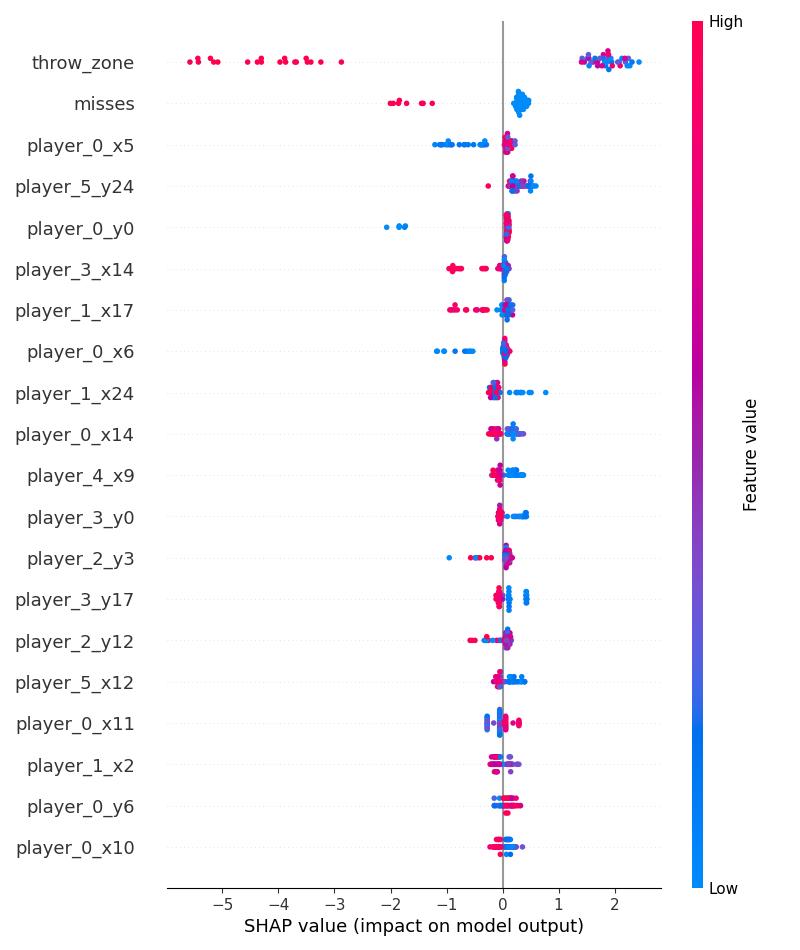 High
throw_zone
misses
player_0_x5
player_5_y24
player_0_y0
player_3_x14
player_1_x17
player_0_x6
player_1_x24
player_0_x14
player_4_x9
player_3_y0
player_2_y3
player_3_y17
player_2_y12
player_5_x12
player_0_x11
player_1_x2
player_0_y6
player_0_x10
Feature value
Low
−5 −4 −3 −2 −1 0 1 2
SHAP value (impact on model output)